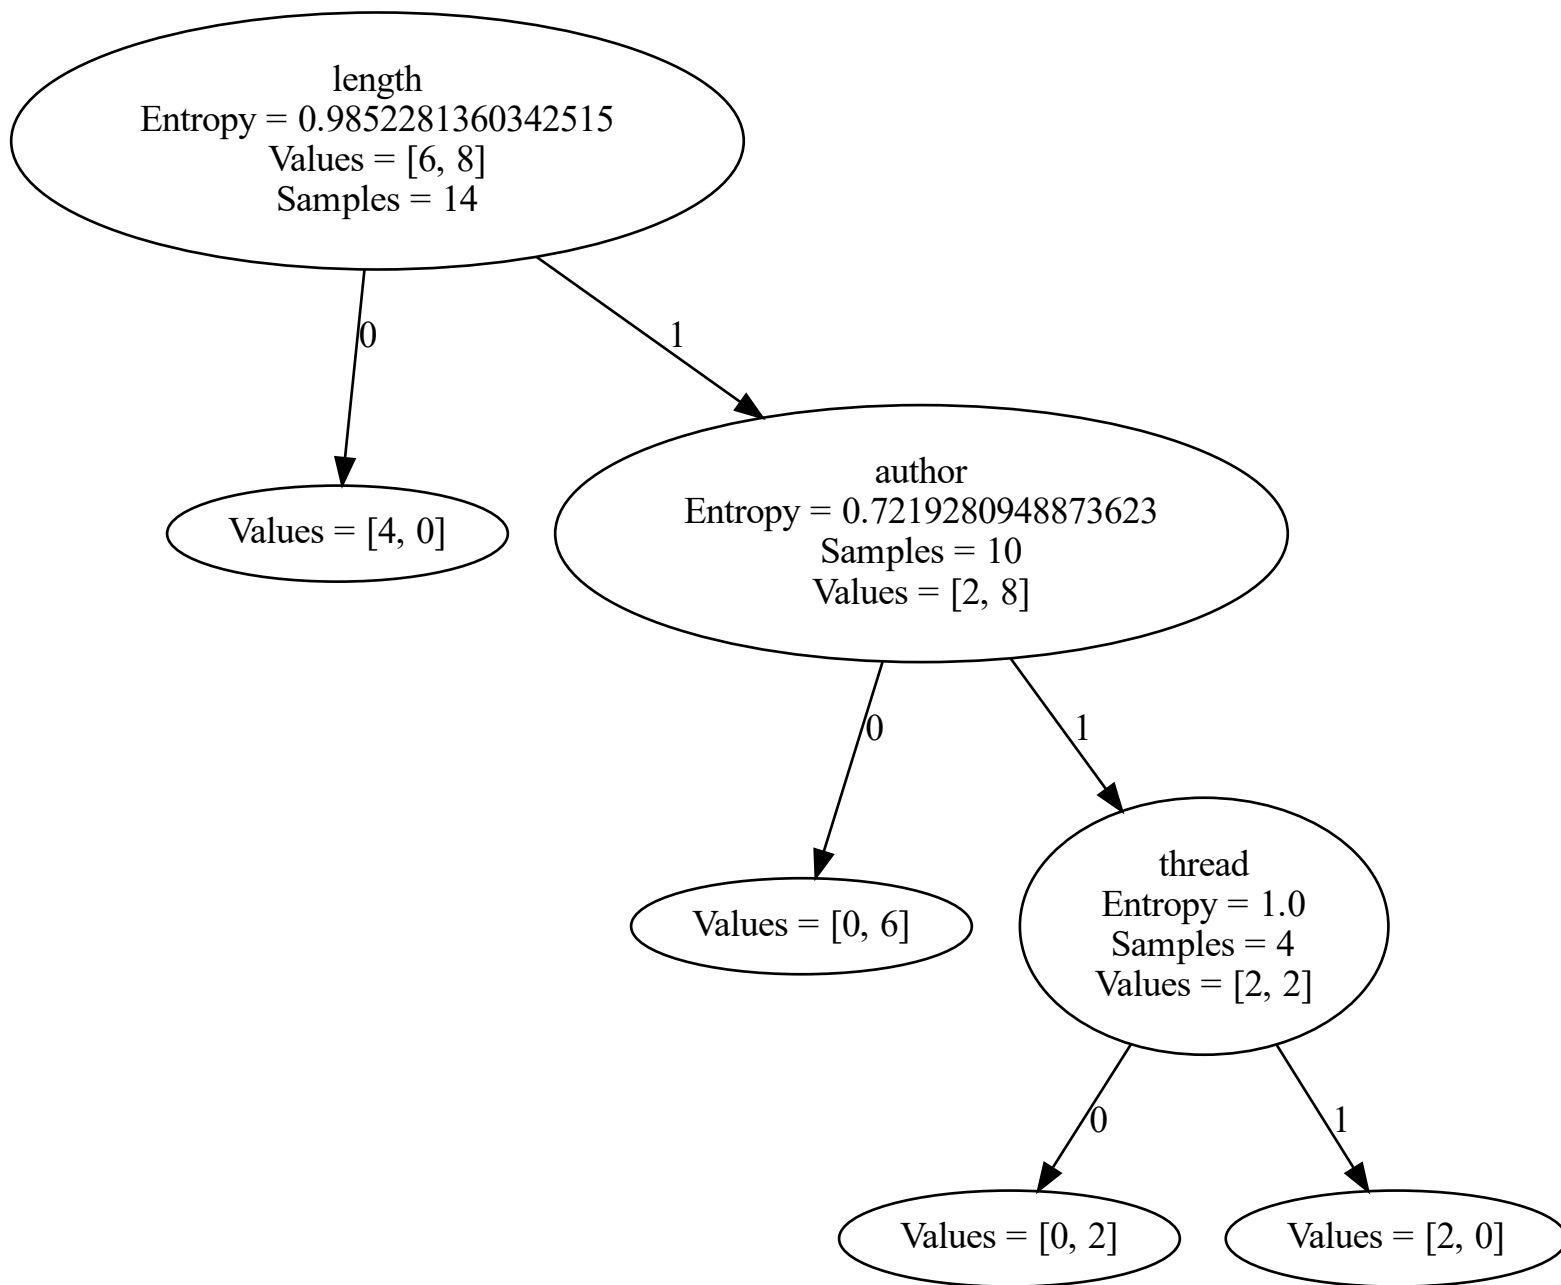 length
Entropy = 0.9852281360342515
Values = [6, 8]
Samples = 14
0
1
Values = [4, 0]
author
Entropy = 0.7219280948873623
Samples = 10
Values = [2, 8]
0
1
Values = [0, 6]
thread
Entropy = 1.0
Samples = 4
Values = [2, 2]
0
1
Values = [0, 2]
Values = [2, 0]